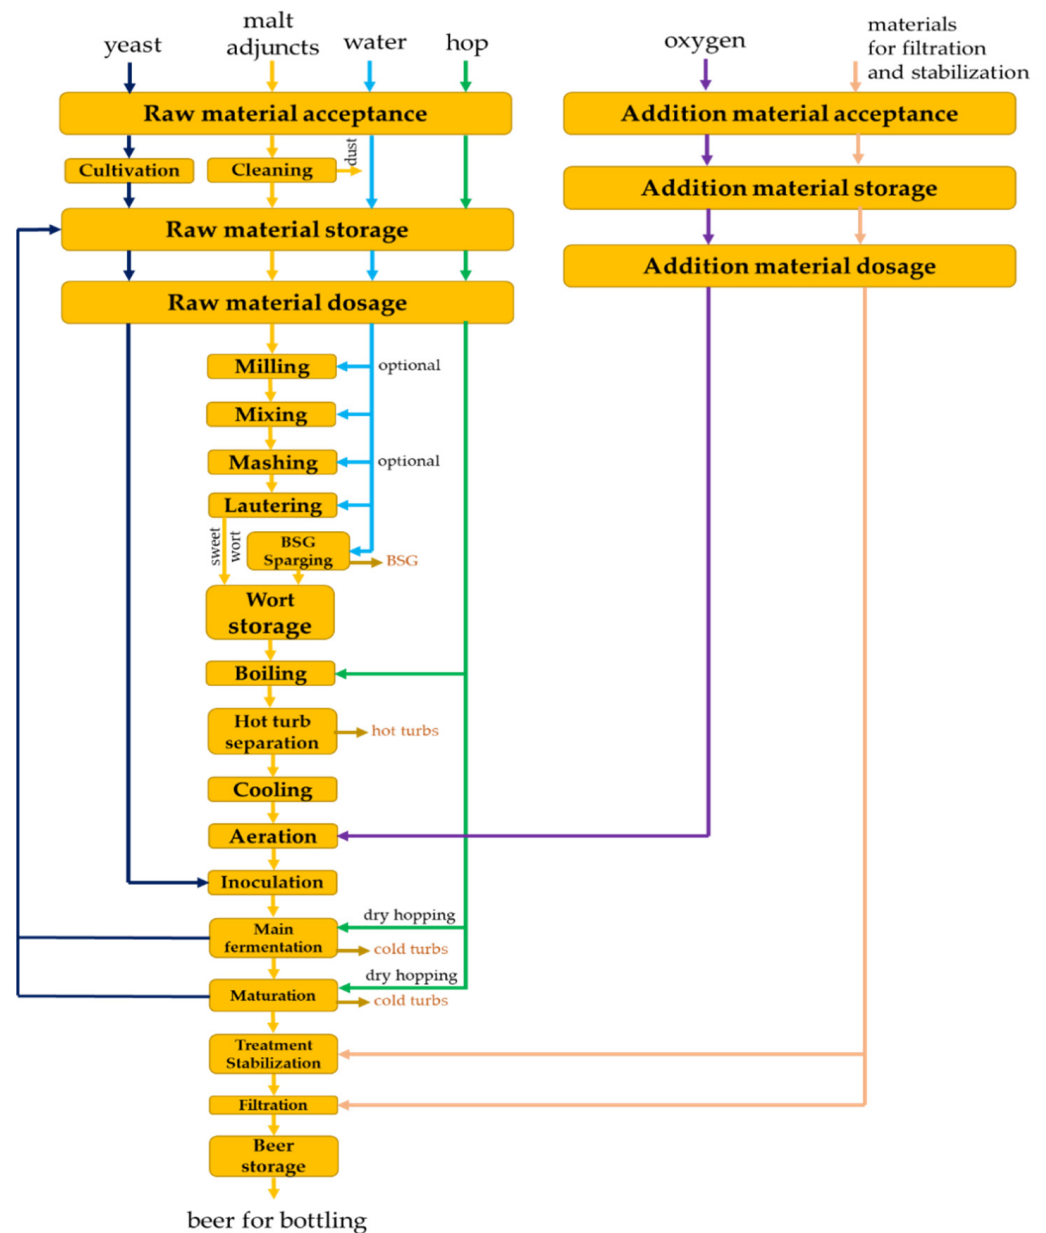 yeast
malt
adjuncts
water
hop
oxygen
materials
for filtration
and stabilization
Raw material acceptance
Addition material acceptance
Cultivation
Cleaning
dust
Addition material storage
Raw material storage
Addition material dosage
Raw material dosage
Milling
optional
Mixing
Mashing
optional
Lautering
sweet
wort
BSG
Sparging
BSG
Wort
storage
Boiling
Hot turb
separation
hot turbs
Cooling
Aeration
Inoculation
dry hopping
Main
fermentation
cold turbs
dry hopping
Maturation
cold turbs
Treatment
Stabilization
Filtration
Beer
storage
beer for bottling